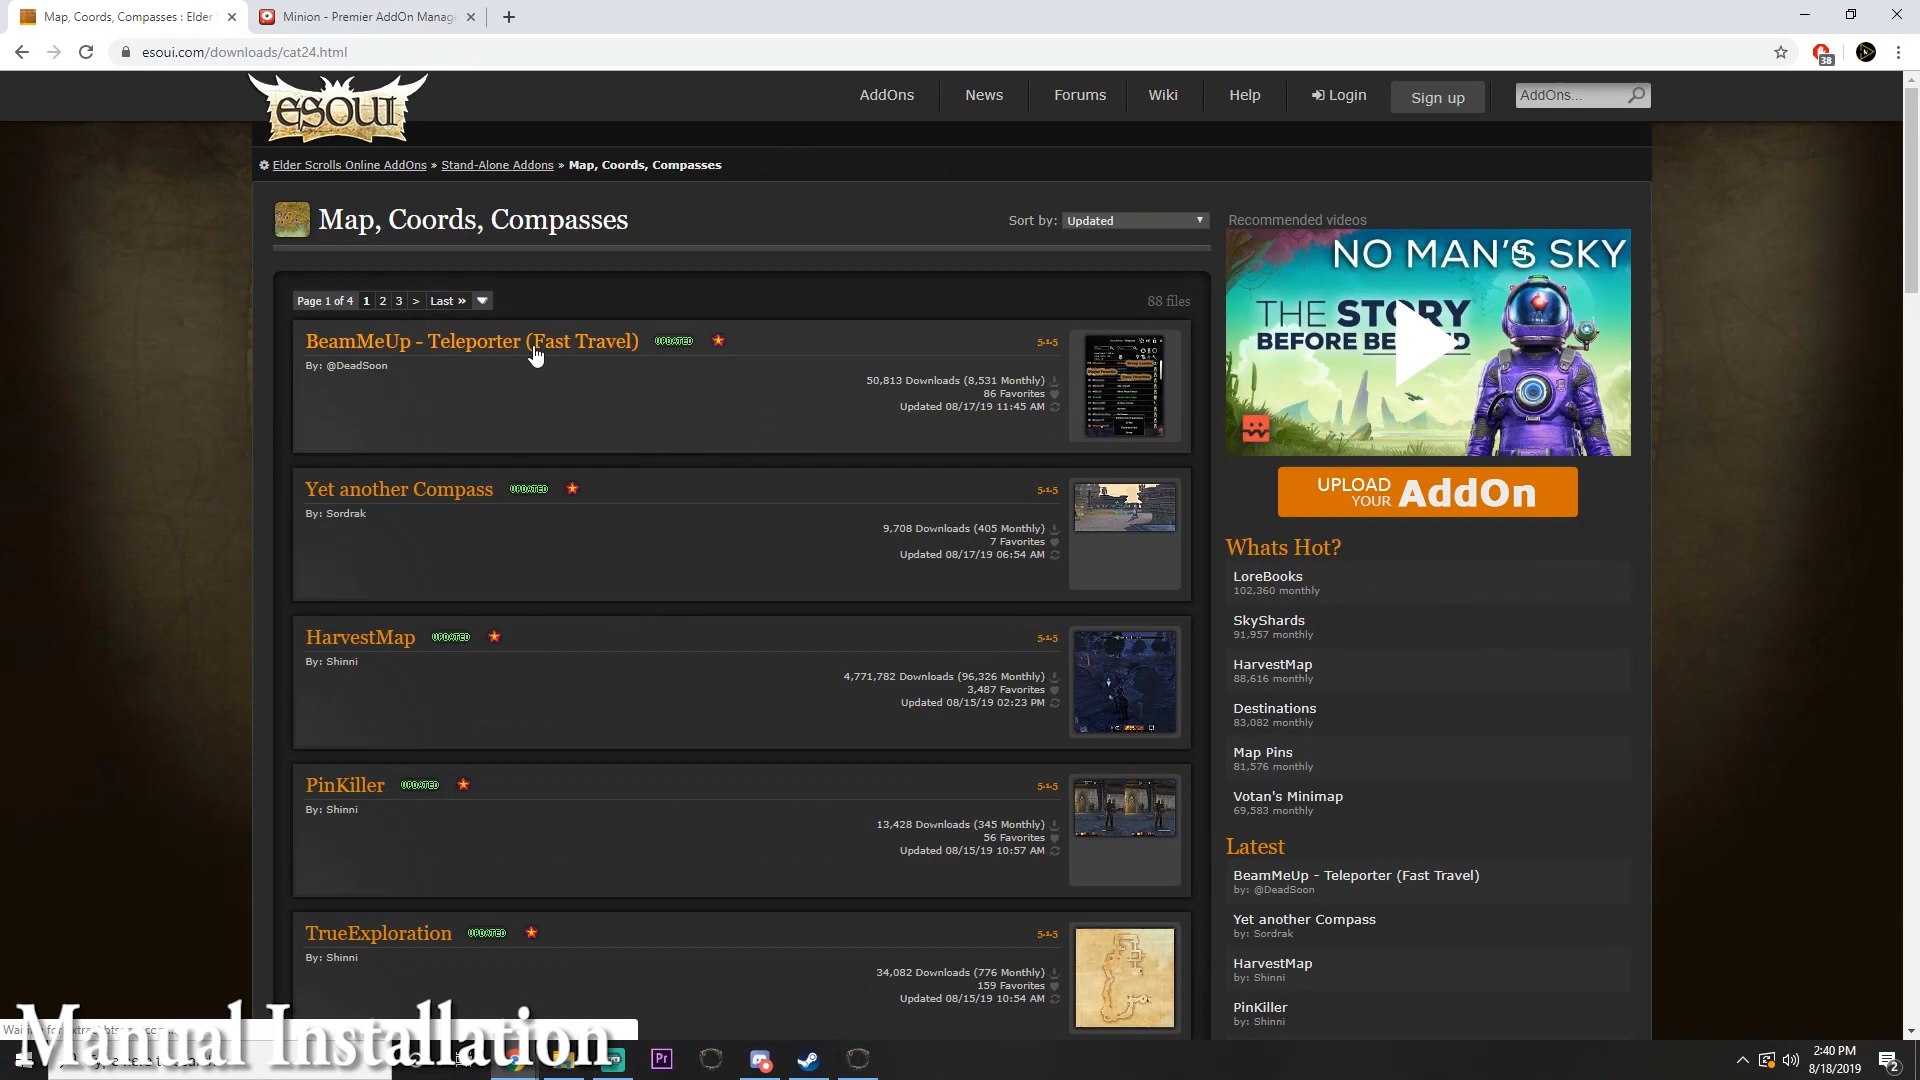 Map, Coords, Compasses : Elder
Minion - Premier AddOn Manage
esoui.com/downloads/cat24.html
38
ESOUI
AddOns
News
Forums
Wiki
Help
Login
Sign up
AddOns...
Elder Scrolls Online AddOns » Stand-Alone Addons » Map, Coords, Compasses
Map, Coords, Compasses
Sort by: Updated
Recommended videos
NO MAN'S SKY
THE STORY
BEFORE BEYOND
Page 1 of 4 1 2 3 > Last »
88 files
BeamMeUp - Teleporter (Fast Travel) UPDATED
5.1.5
By: @DeadSoon
50,813 Downloads (8,531 Monthly)
86 Favorites
Updated 08/17/19 11:45 AM
Yet another Compass UPDATED
5.1.5
By: Sordrak
9,708 Downloads (405 Monthly)
7 Favorites
Updated 08/17/19 06:54 AM
HarvestMap UPDATED
5.1.5
By: Shinni
4,771,782 Downloads (96,326 Monthly)
3,487 Favorites
Updated 08/15/19 02:23 PM
PinKiller UPDATED
5.1.5
By: Shinni
13,428 Downloads (345 Monthly)
56 Favorites
Updated 08/15/19 10:57 AM
TrueExploration UPDATED
5.1.5
By: Shinni
34,082 Downloads (776 Monthly)
159 Favorites
Updated 08/15/19 10:54 AM
UPLOAD YOUR AddOn
Whats Hot?
LoreBooks
102,360 monthly
SkyShards
91,957 monthly
HarvestMap
88,616 monthly
Destinations
83,082 monthly
Map Pins
81,576 monthly
Votan's Minimap
69,583 monthly
Latest
BeamMeUp - Teleporter (Fast Travel)
by: @DeadSoon
Yet another Compass
by: Sordrak
HarvestMap
by: Shinni
PinKiller
by: Shinni
Manual Installation
Pr
2:40 PM
8/18/2019
2